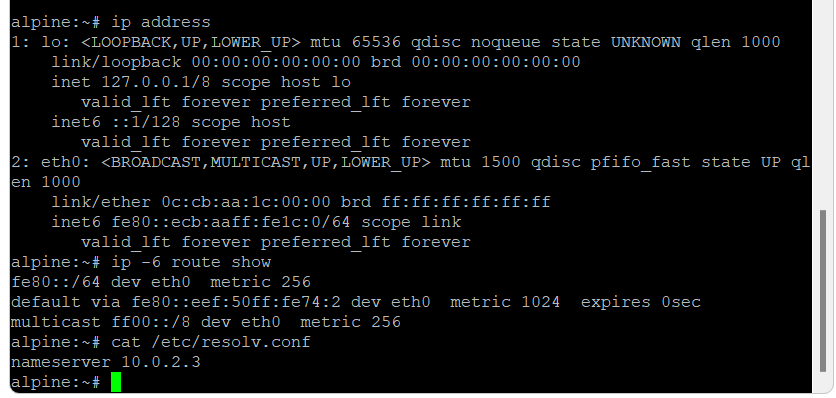 alpine:~# ip address
1: lo: <LOOPBACK,UP,LOWER_UP> mtu 65536 qdisc noqueue state UNKNOWN qlen 1000
    link/loopback 00:00:00:00:00:00 brd 00:00:00:00:00:00
    inet 127.0.0.1/8 scope host lo
       valid_lft forever preferred_lft forever
    inet6 ::1/128 scope host
       valid_lft forever preferred_lft forever
2: eth0: <BROADCAST,MULTICAST,UP,LOWER_UP> mtu 1500 qdisc pfifo_fast state UP ql
en 1000
    link/ether 0c:cb:aa:1c:00:00 brd ff:ff:ff:ff:ff:ff
    inet6 fe80::ecb:aaff:fe1c:0/64 scope link
       valid_lft forever preferred_lft forever
alpine:~# ip -6 route show
fe80::/64 dev eth0  metric 256
default via fe80::eef:50ff:fe74:2 dev eth0  metric 1024  expires 0sec
multicast ff00::/8 dev eth0  metric 256
alpine:~# cat /etc/resolv.conf
nameserver 10.0.2.3
alpine:~#